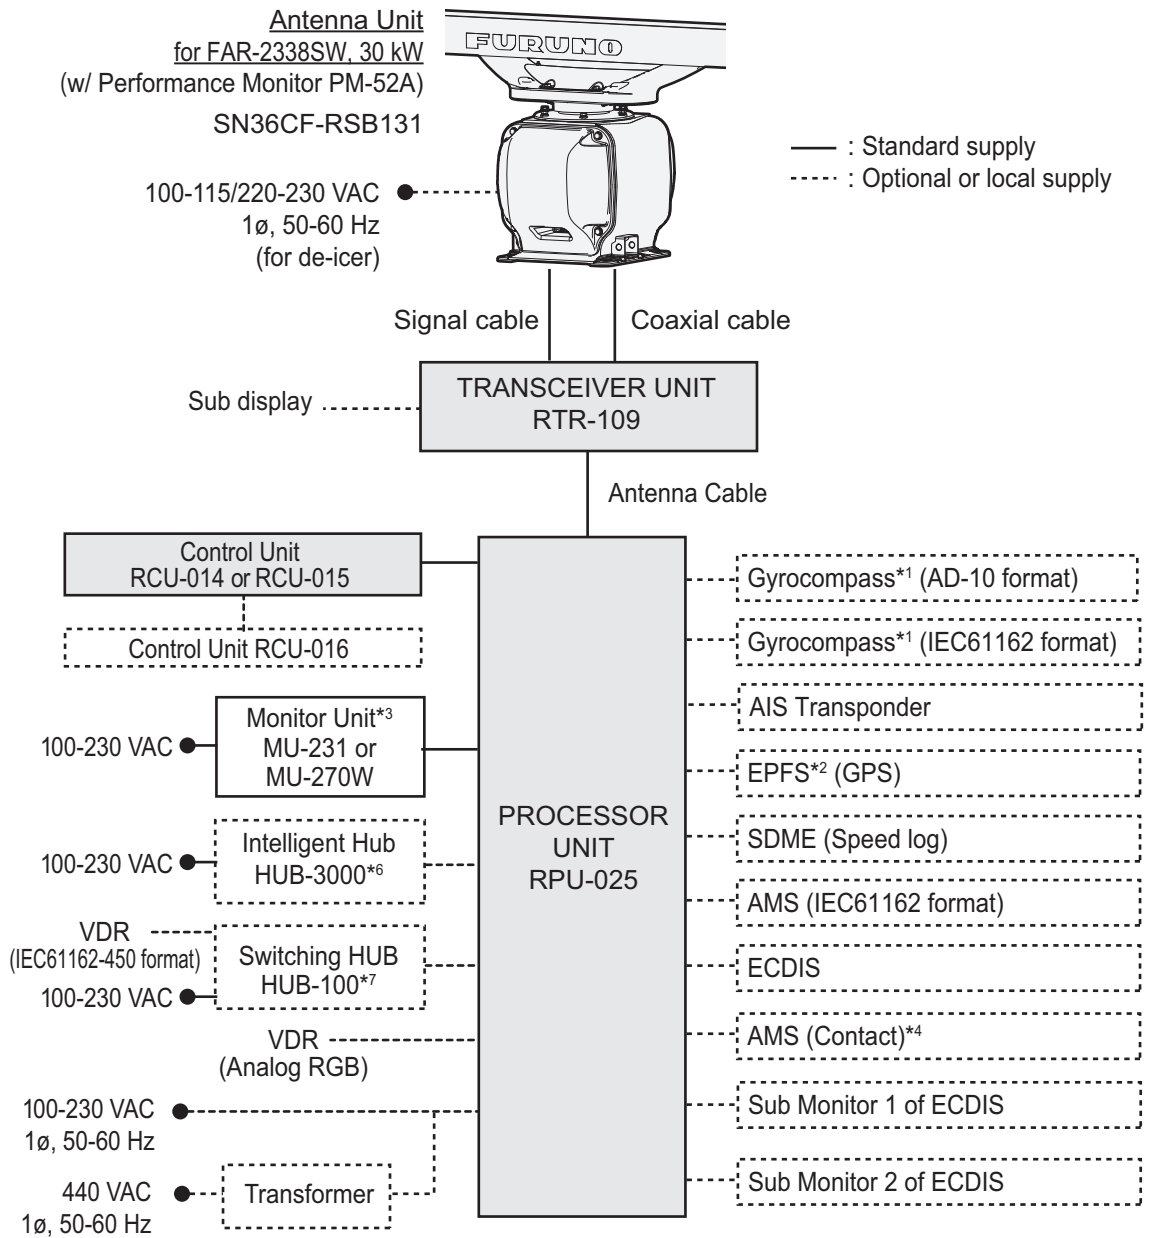 Antenna Unit
for FAR-2338SW, 30 kW
(w/ Performance Monitor PM-52A)
SN36CF-RSB131
FURUNO
: Standard supply
: Optional or local supply
100-115/220-230 VAC
1ø, 50-60 Hz
(for de-icer)
Signal cable
Coaxial cable
Sub display
TRANSCEIVER UNIT
RTR-109
Antenna Cable
Control Unit
RCU-014 or RCU-015
Control Unit RCU-016
100-230 VAC
Monitor Unit*3
MU-231 or
MU-270W
100-230 VAC
Intelligent Hub
HUB-3000*6
VDR
(IEC61162-450 format)
100-230 VAC
Switching HUB
HUB-100*7
VDR
(Analog RGB)
100-230 VAC
1ø, 50-60 Hz
440 VAC
1ø, 50-60 Hz
Transformer
PROCESSOR
UNIT
RPU-025
Gyrocompass*1 (AD-10 format)
Gyrocompass*1 (IEC61162 format)
AIS Transponder
EPFS*2 (GPS)
SDME (Speed log)
AMS (IEC61162 format)
ECDIS
AMS (Contact)*4
Sub Monitor 1 of ECDIS
Sub Monitor 2 of ECDIS